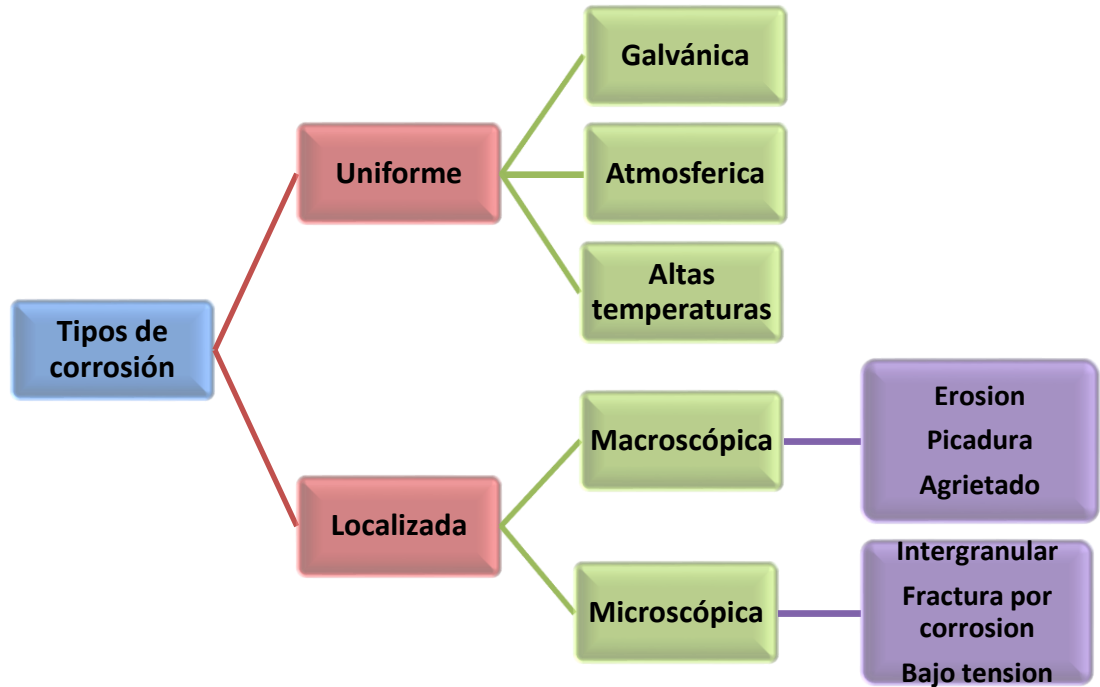 Tipos de
corrosión
Uniforme
Galvánica
Atmosferica
Altas
temperaturas
Localizada
Macroscópica
Erosion
Picadura
Agrietado
Microscópica
Intergranular
Fractura por
corrosion
Bajo tension